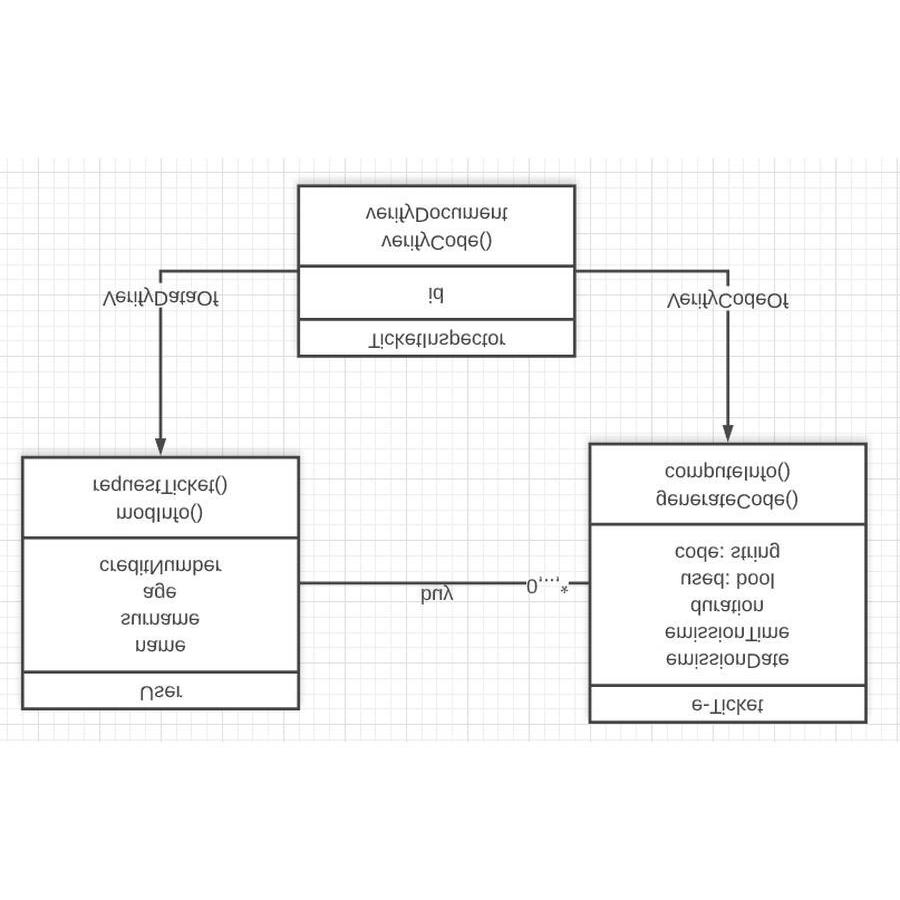 User
name
surname
age
creditNumber
modInfo()
requestTicket()
buy
0,..,*
e-Ticket
emissionDate
emissionTime
duration
used: bool
code: string
generateCode()
computeInfo()
VerifyDataOf
VerifyCodeOf
TicketInspector
id
verifyCode()
verifyDocument